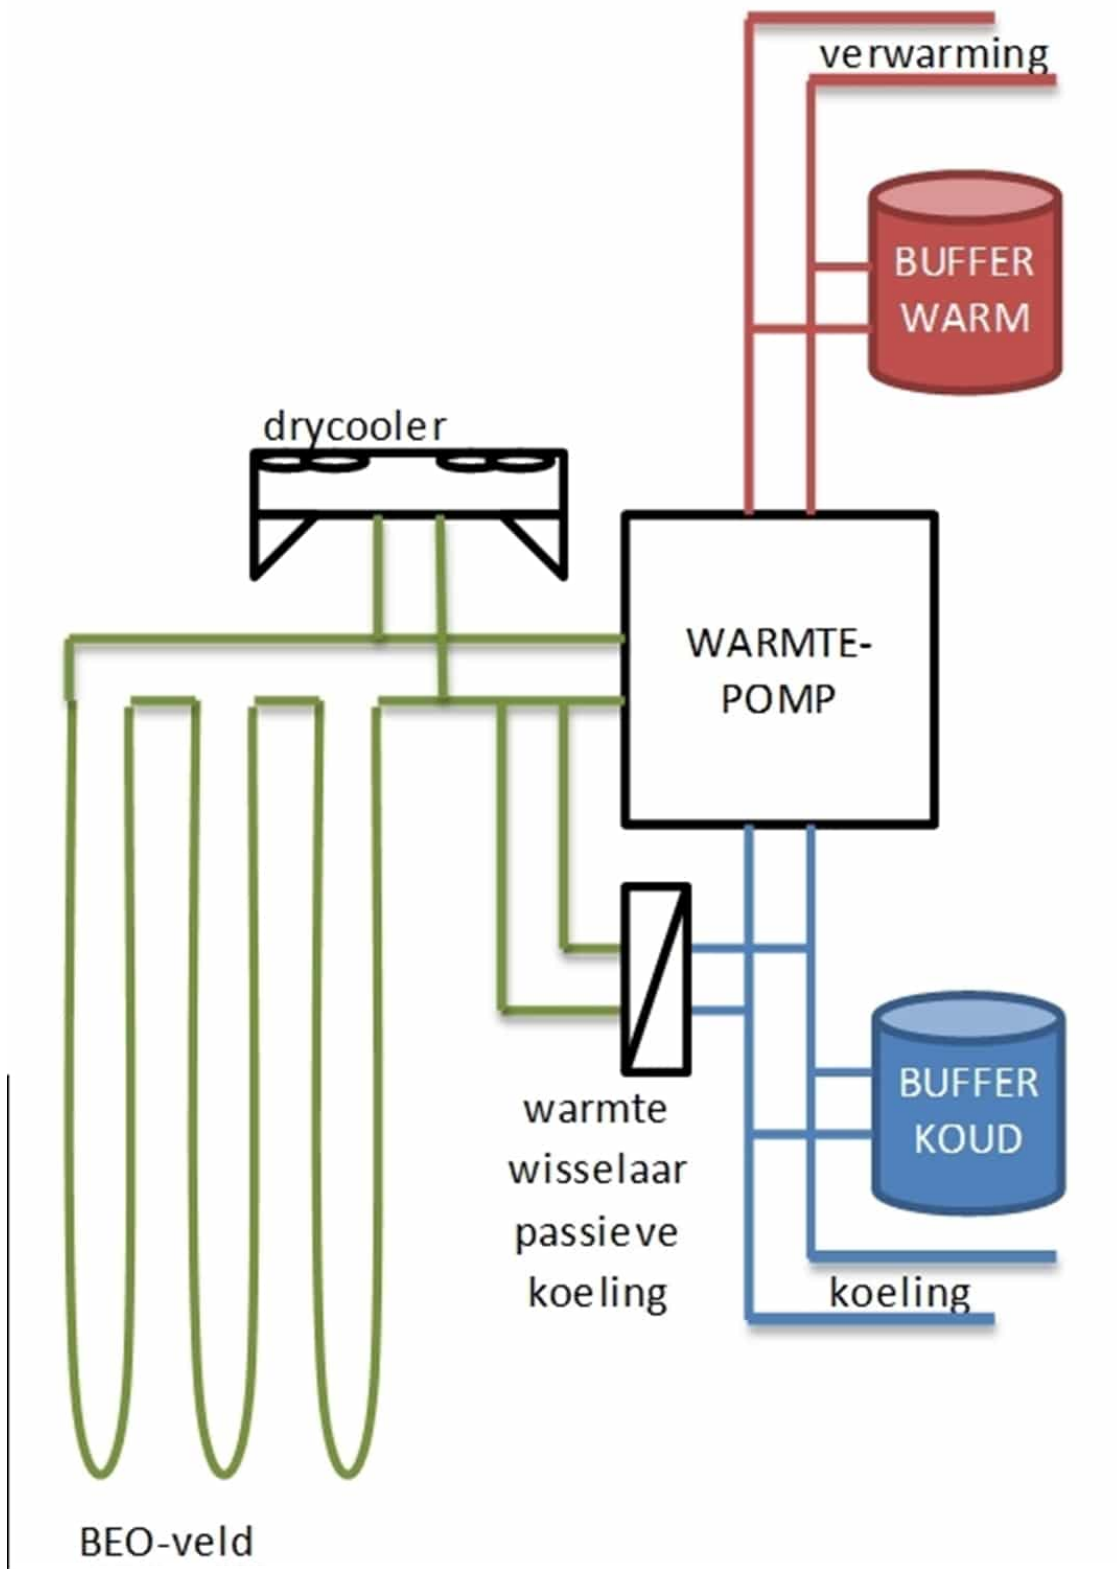 verwarming
BUFFER
WARM
drycooler
WARMTE-
POMP
warmte
wisselaar
passieve
koeling
BUFFER
KOUD
koeling
BEO-veld